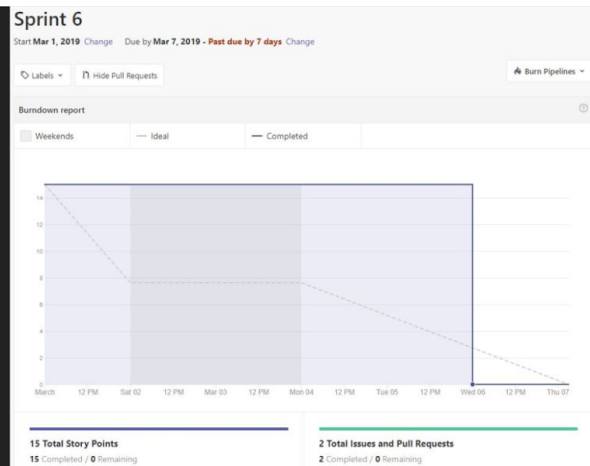 Sprint 6
Start Mar 1, 2019 Change Due by Mar 7, 2019 - Past due by 7 days Change
Labels Hide Pull Requests Burn Pipelines
Burndown report
Weekends Ideal Completed
14
12
10
8
6
4
2
0
March 12 PM Sat 02 12 PM Mar 03 12 PM Mon 04 12 PM Tue 05 12 PM Wed 06 12 PM Thu 07
15 Total Story Points 2 Total Issues and Pull Requests
15 Completed / 0 Remaining 2 Completed / 0 Remaining